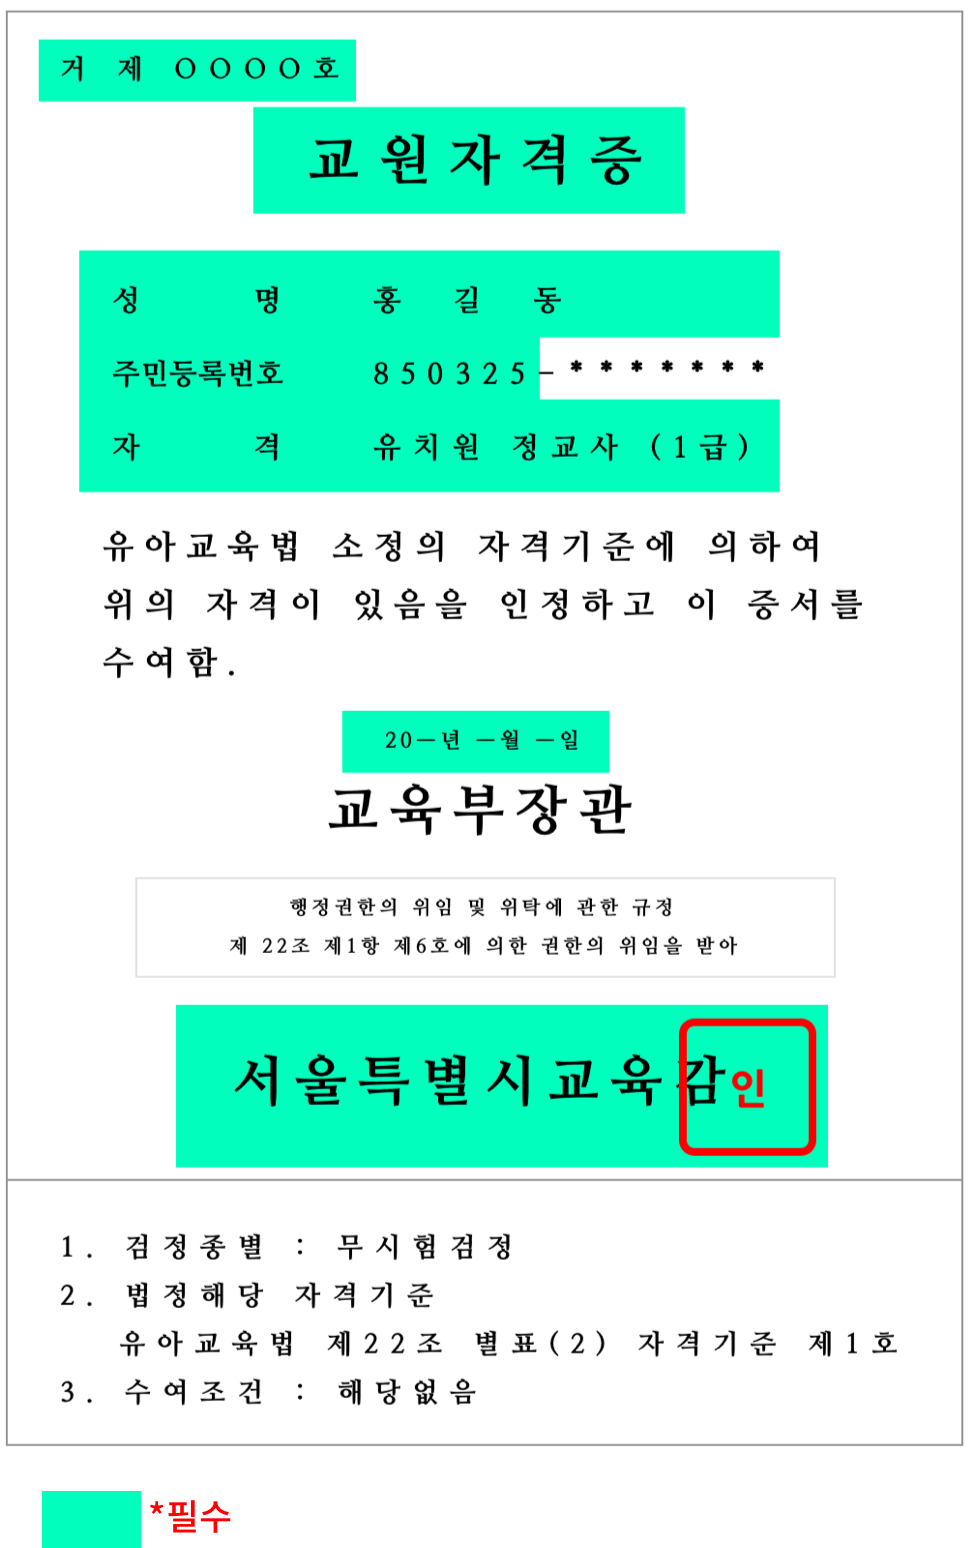 거 제 ○○○○호
교원자격증
성 명 홍 길 동
주민등록번호 850325-*******
자 격 유치원 정교사 (1급)
유아교육법 소정의 자격기준에 의하여
위의 자격이 있음을 인정하고 이 증서를
수여함.
20—년 —월 —일
교육부장관
행정권한의 위임 및 위탁에 관한 규정
제 22조 제1항 제6호에 의한 권한의 위임을 받아
서울특별시교육감인
1. 검정종별 : 무시험검정
2. 법정해당 자격기준
유아교육법 제22조 별표(2) 자격기준 제1호
3. 수여조건 : 해당없음
*필수